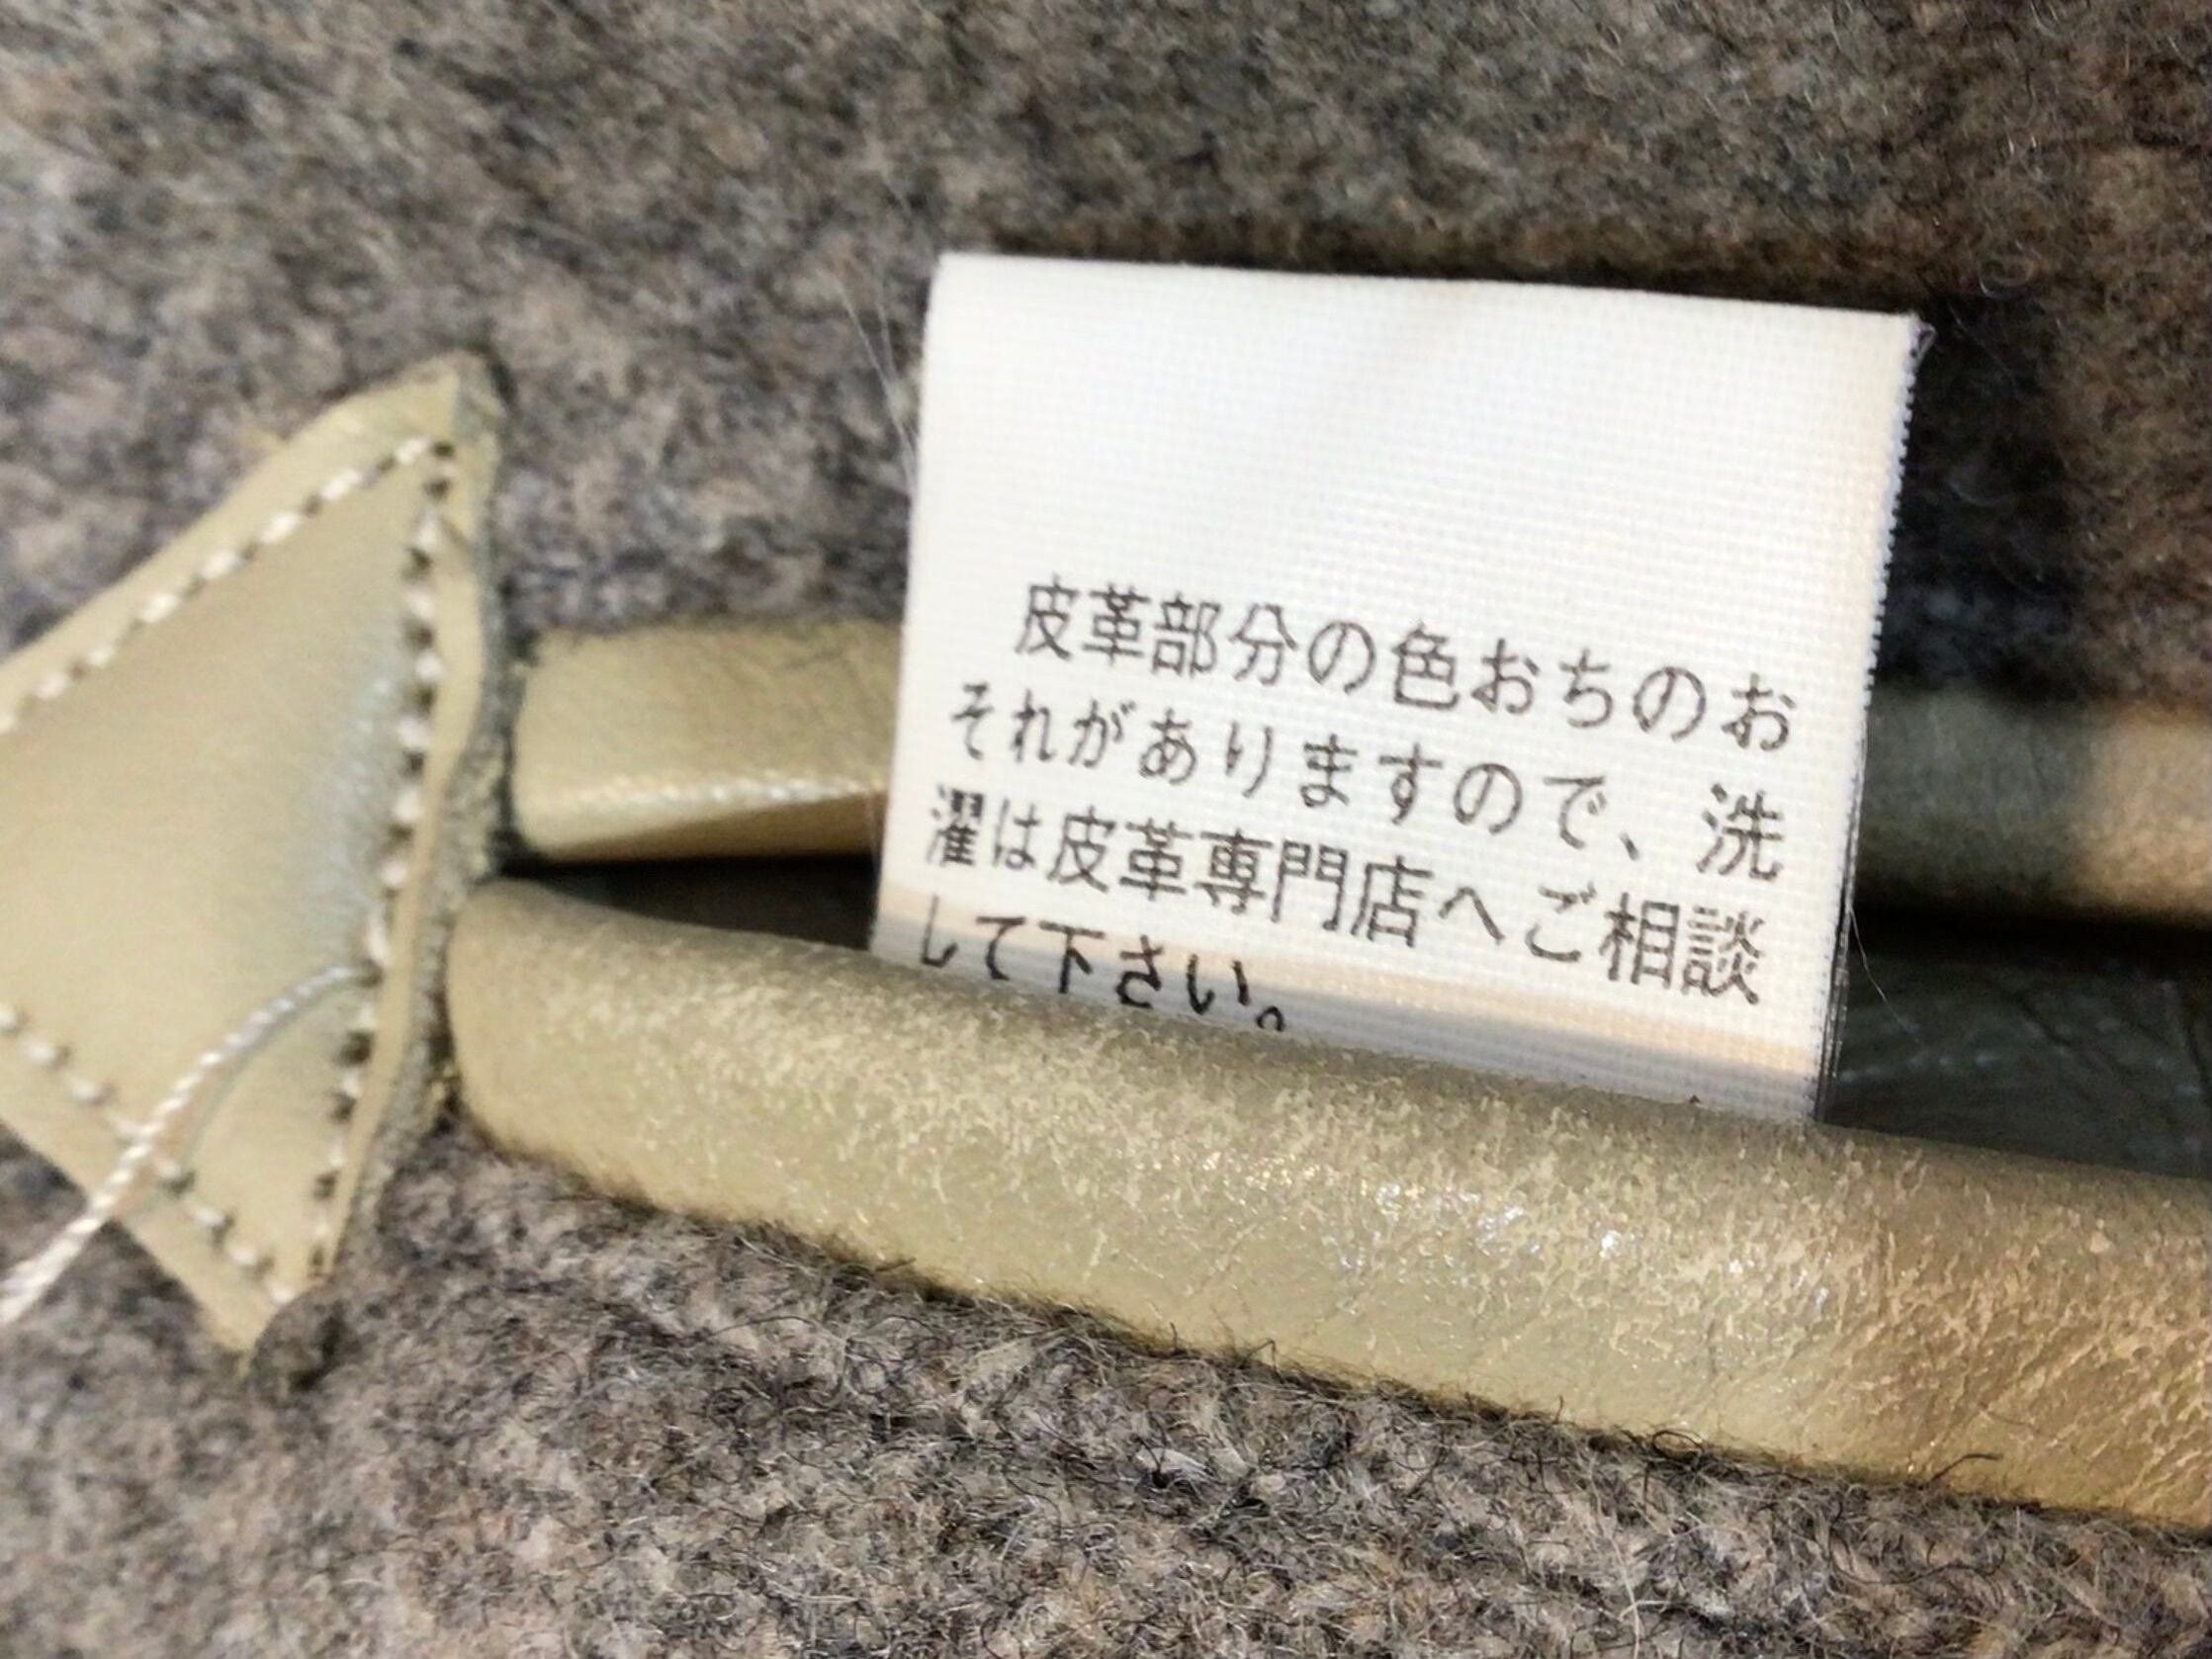 皮革部分の色おちのお
それがありますので、洗
濯は皮革専門店へご相談
して下さい。